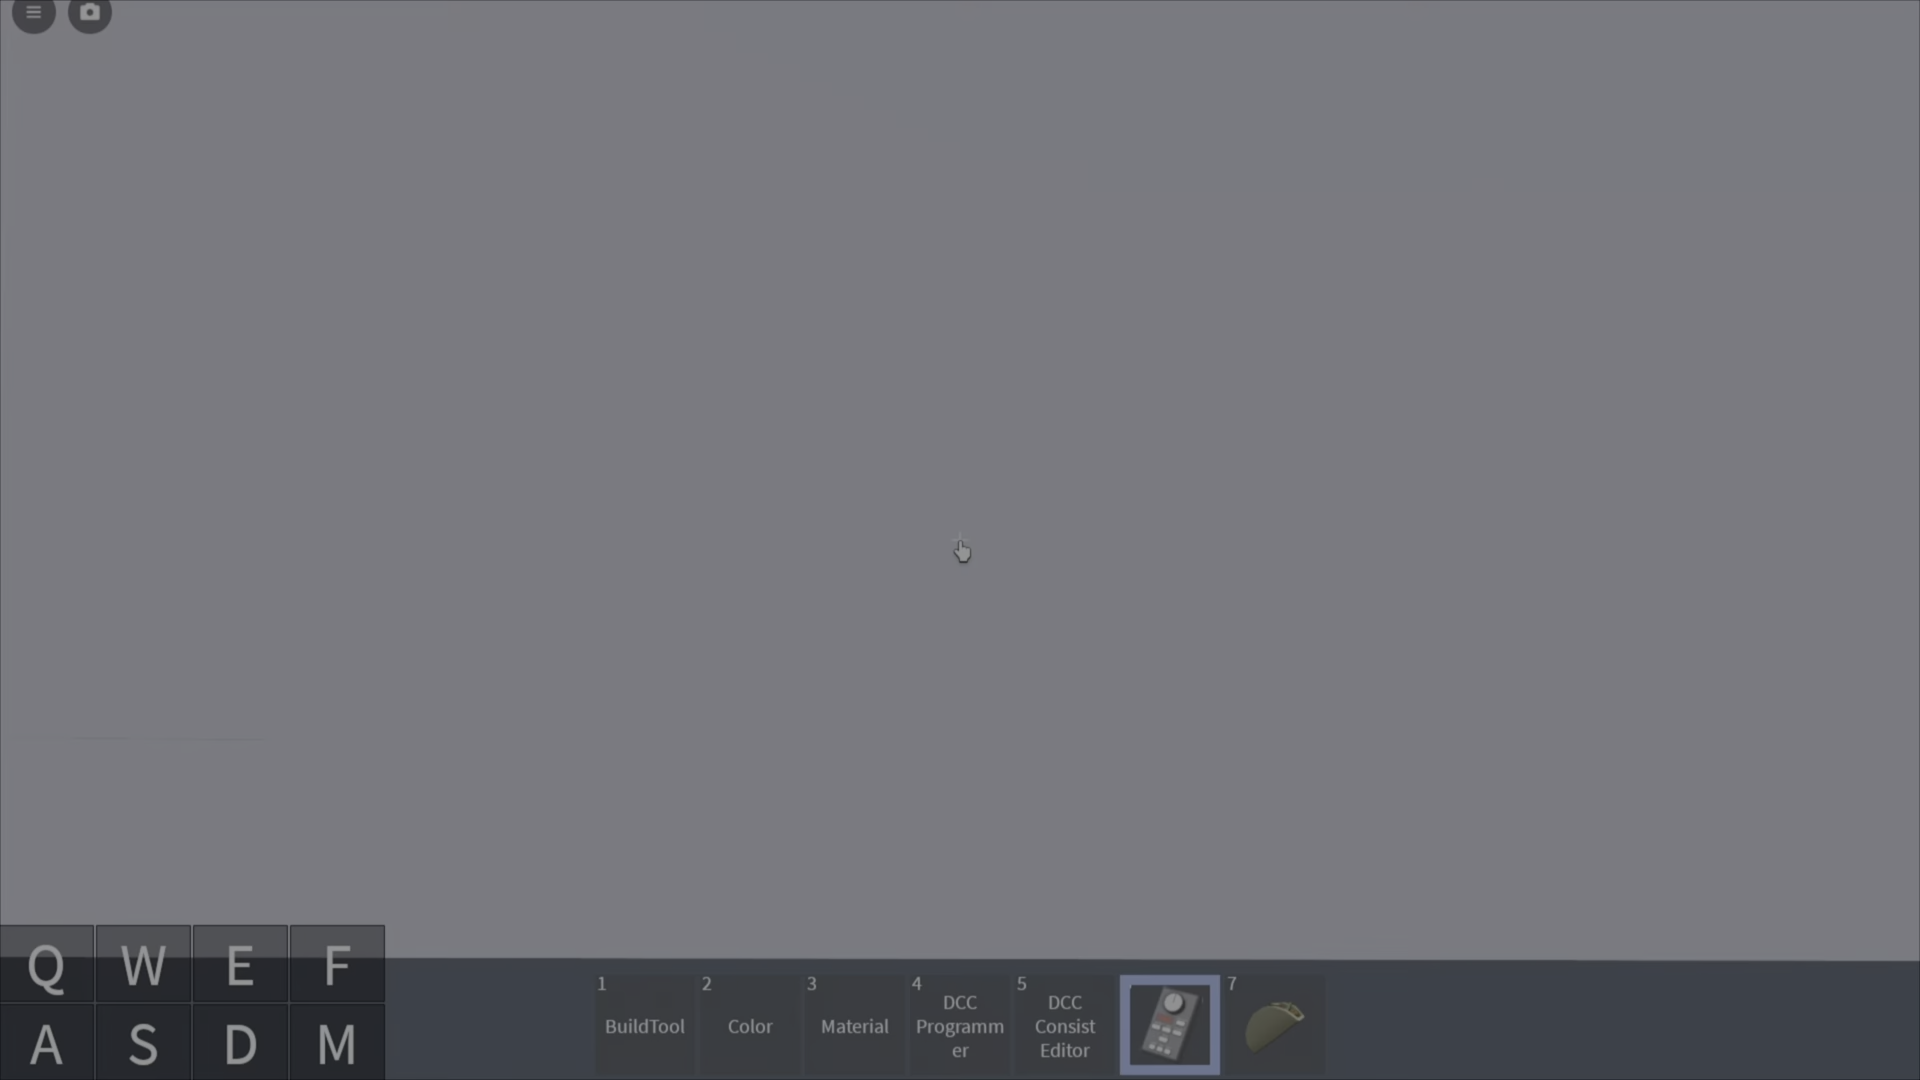 1
2
3
4
5
7
BuildTool
Color
Material
DCC
Programm
er
DCC
Consist
Editor
Q W E F
A S D M